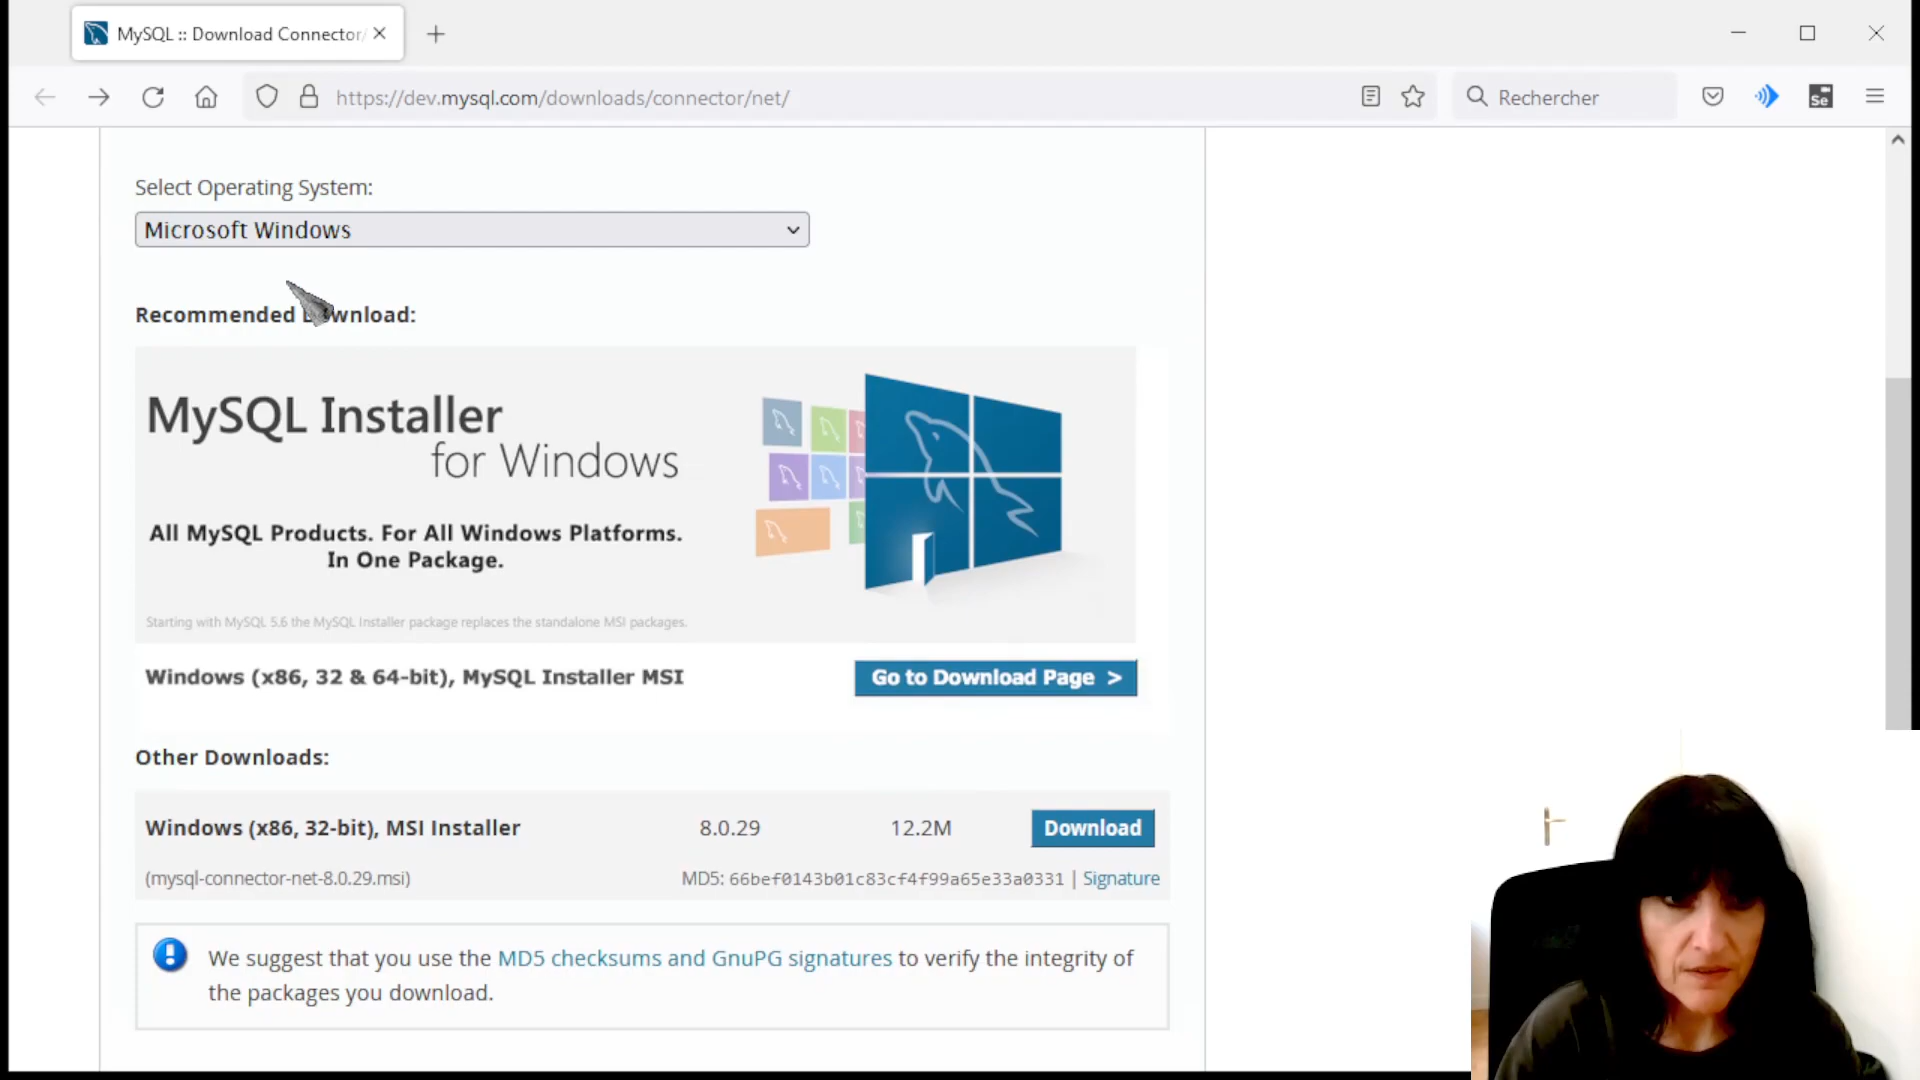 MySQL :: Download Connector/
https://dev.mysql.com/downloads/connector/net/
Rechercher
Se
Select Operating System:
Microsoft Windows
Recommended Download:
MySQL Installer
for Windows
All MySQL Products. For All Windows Platforms.
In One Package.
Starting with MySQL 5.6 the MySQL Installer package replaces the standalone MSI packages.
Windows (x86, 32 & 64-bit), MySQL Installer MSI
Go to Download Page >
Other Downloads:
Windows (x86, 32-bit), MSI Installer 8.0.29 12.2M Download
(mysql-connector-net-8.0.29.msi) MD5: 66bef0143b01c83cf4f99a65e33a0331 | Signature
We suggest that you use the MD5 checksums and GnuPG signatures to verify the integrity of
the packages you download.